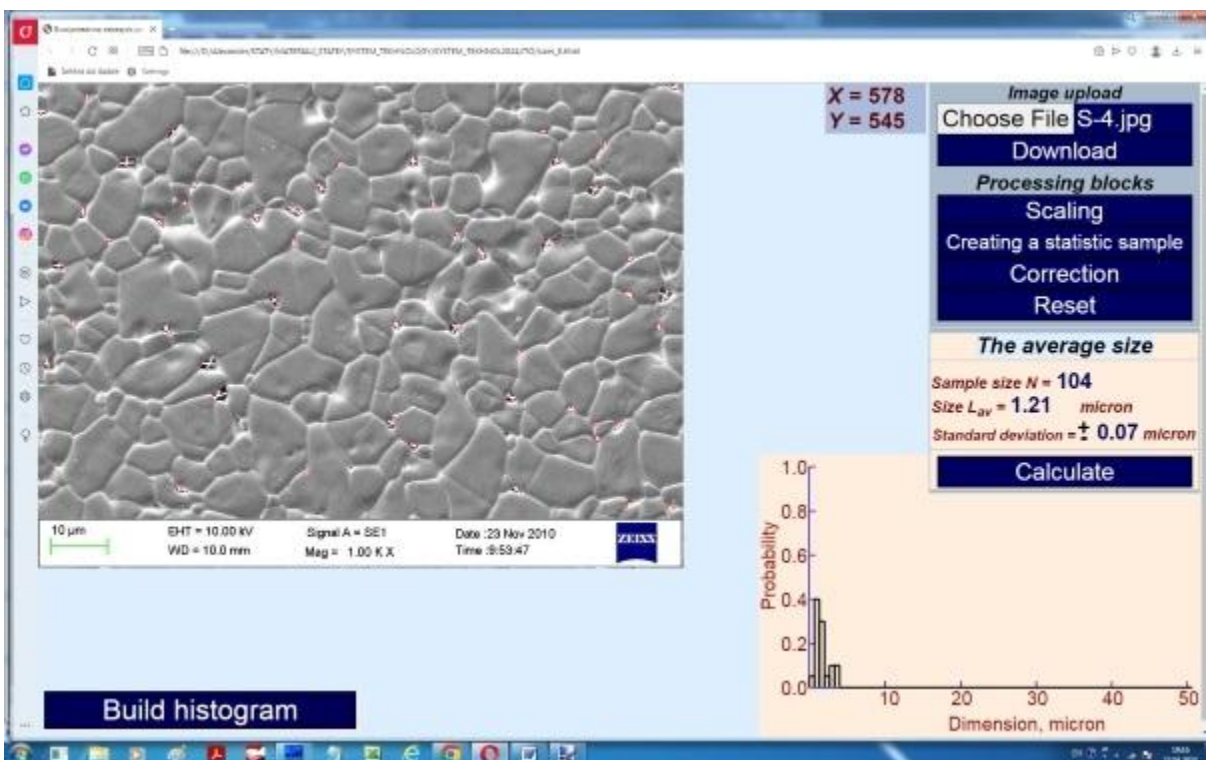 X = 578
Y = 545
Image upload
Choose File S-4.jpg
Download
Processing blocks
Scaling
Creating a statistic sample
Correction
Reset
The average size
Sample size N = 104
Size Lav = 1.21 micron
Standard deviation = ± 0.07 micron
Calculate
10 µm
EHT = 10.00 kV
Signal A = SE1
Date :23 Nov 2010
WD = 10.0 mm
Mag = 1.00 K X
Time :9:53:47
ZEISS
1.0
0.8
0.6
0.4
0.2
0.0
Probability
10 20 30 40 50
Dimension, micron
Build histogram